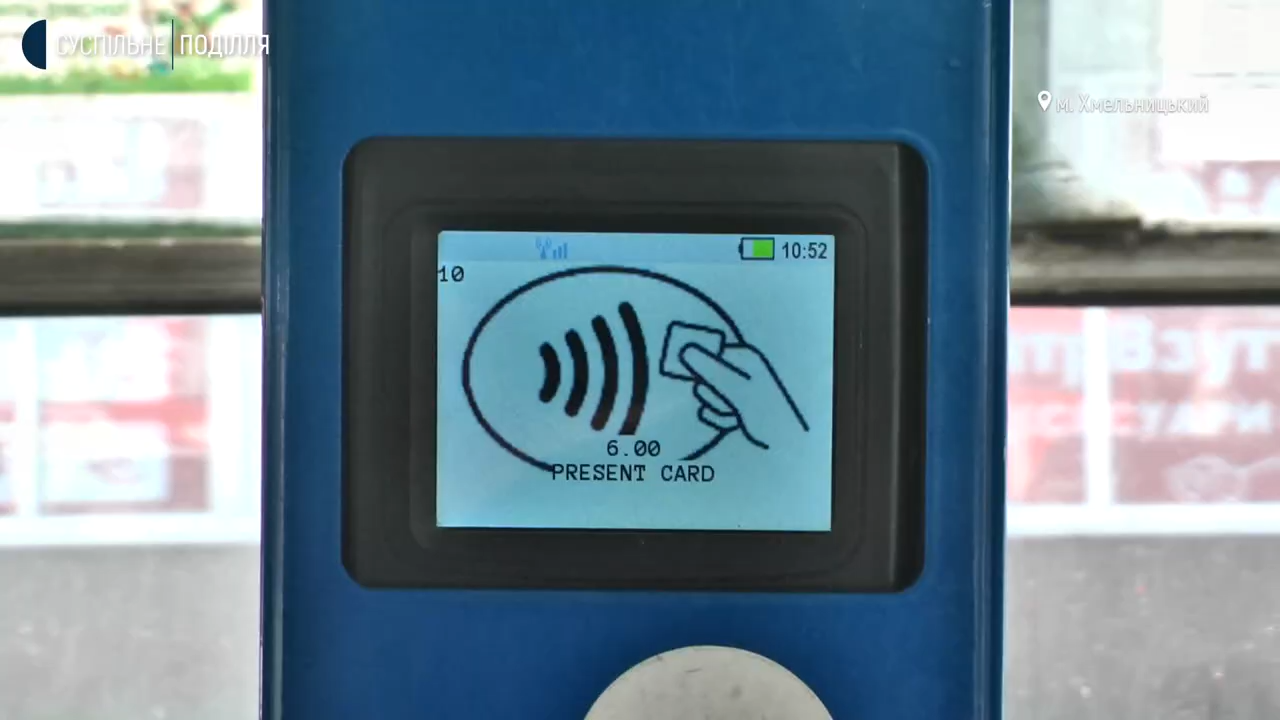 СУСПІЛЬНЕ | ПОДІЛЛЯ
м. Хмельницький
10:52
10
6.00
PRESENT CARD